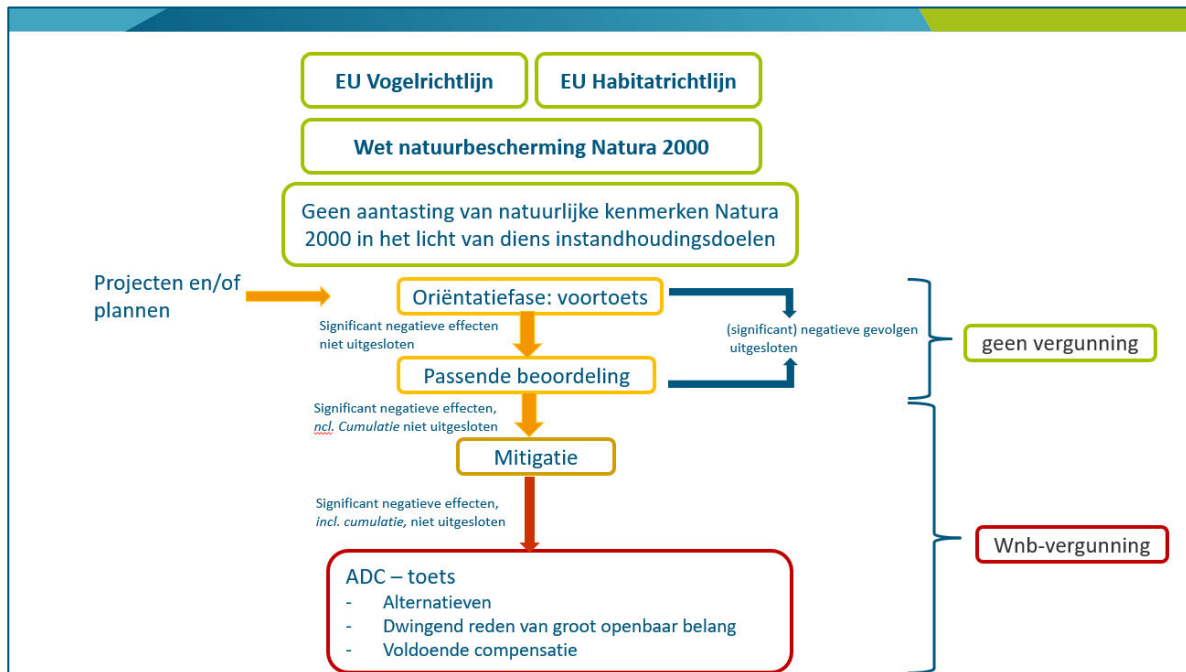 EU Vogelrichtlijn
EU Habitatrichtlijn
Wet natuurbescherming Natura 2000
Geen aantasting van natuurlijke kenmerken Natura
2000 in het licht van diens instandhoudingsdoelen
Projecten en/of
plannen
Oriëntatiefase: voortoets
Significant negatieve effecten
niet uitgesloten
(significant) negatieve gevolgen
uitgesloten
geen vergunning
Passende beoordeling
Significant negatieve effecten,
ncl. Cumulatie niet uitgesloten
Mitigatie
Significant negatieve effecten,
incl. cumulatie, niet uitgesloten
Wnb-vergunning
ADC – toets
- Alternatieven
- Dwingend reden van groot openbaar belang
- Voldoende compensatie